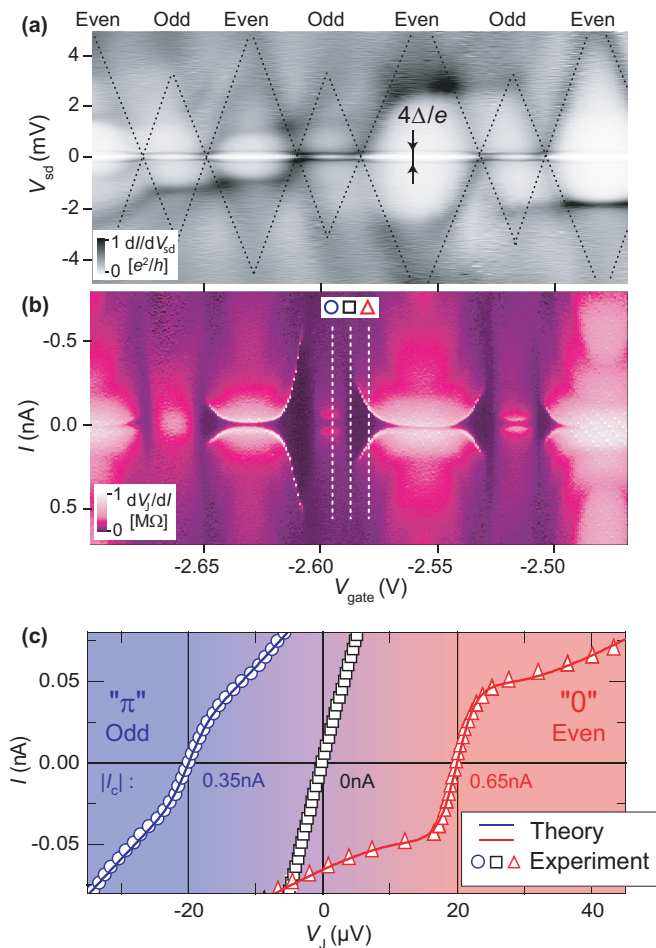 Even Odd Even Odd Even Odd Even
(a)
4
2
0
-2
-4
V_sd (mV)
4Δ/e
1 dI/dV_sd
0 [e²/h]
(b)
-0.5
0.0
0.5
I (nA)
1 dV_J/dI
0 [MΩ]
-2.65 -2.60 -2.55 -2.50
V_gate (V)
(c)
0.05
0.00
-0.05
I (nA)
"π"
Odd
"0"
Even
|I_c| : 0.35nA 0nA 0.65nA
Theory
Experiment
-20 0 20 40
V_J (µV)